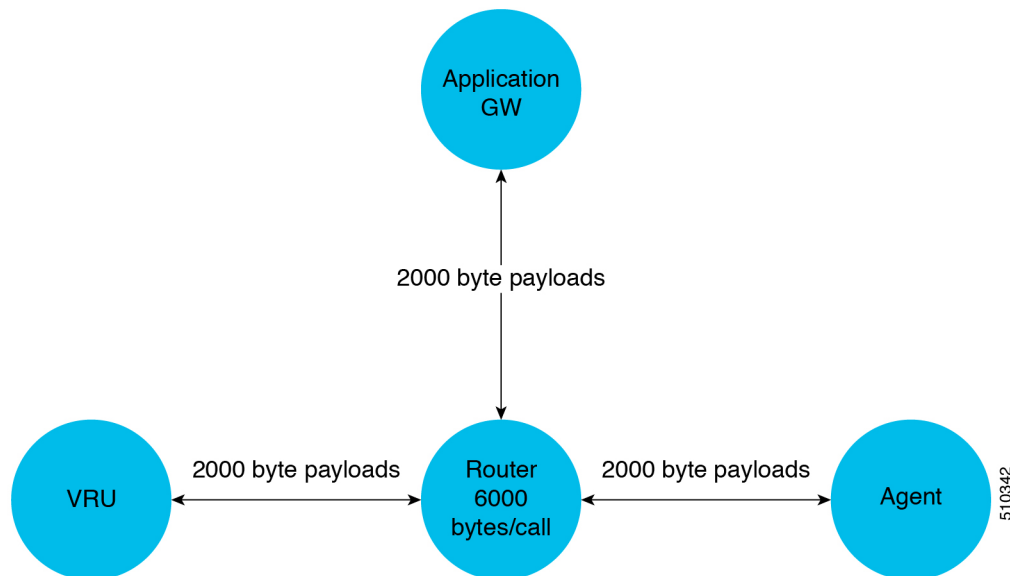 Application
GW
2000 byte payloads
2000 byte payloads
2000 byte payloads
VRU
Router
6000
bytes/call
Agent
510342